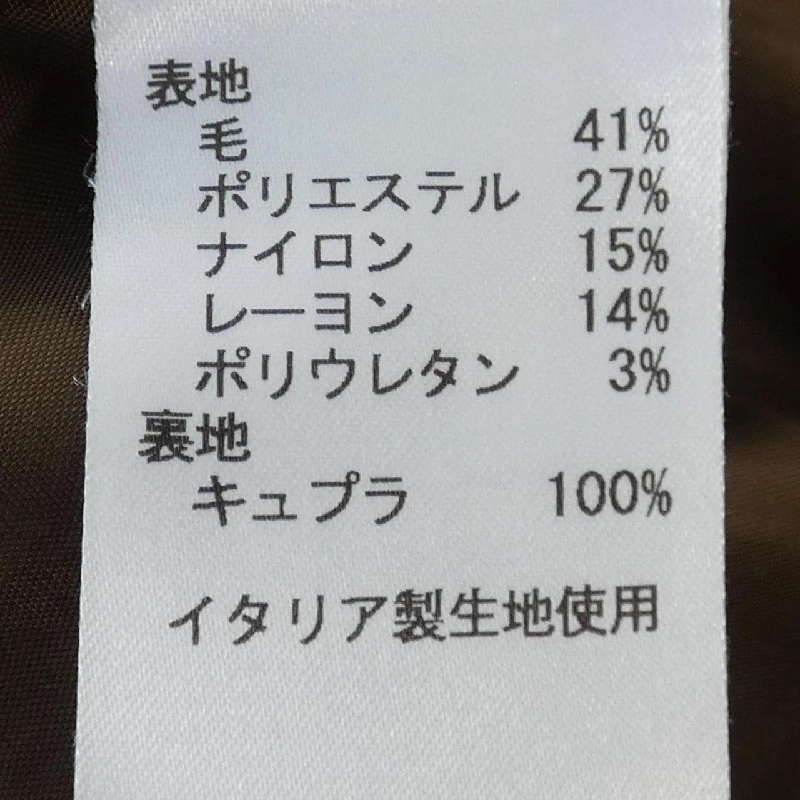 表地
毛 41%
ポリエステル 27%
ナイロン 15%
レーヨン 14%
ポリウレタン 3%
裏地
キュプラ 100%
イタリア製生地使用